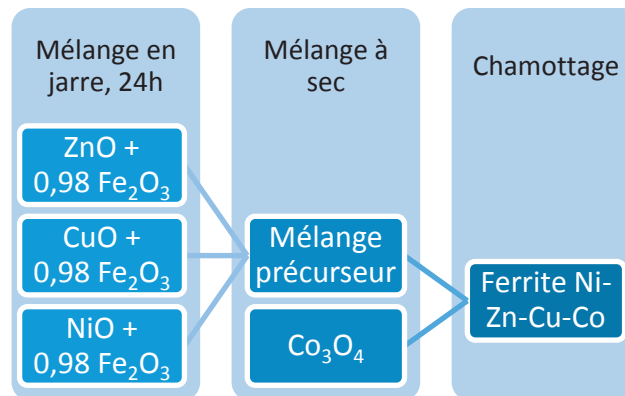 Mélange en
jarre, 24h
ZnO +
0,98 Fe₂O₃
CuO +
0,98 Fe₂O₃
NiO +
0,98 Fe₂O₃
Mélange à
sec
Mélange
précurseur
Co₃O₄
Chamottage
Ferrite Ni-
Zn-Cu-Co